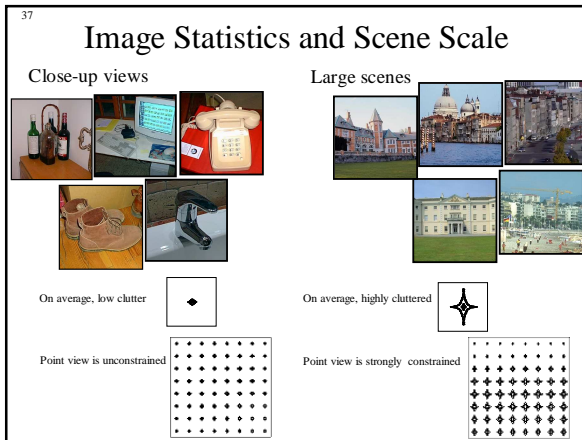 37
Image Statistics and Scene Scale
Close-up views
Large scenes
On average, low clutter
On average, highly cluttered
Point view is unconstrained
Point view is strongly constrained